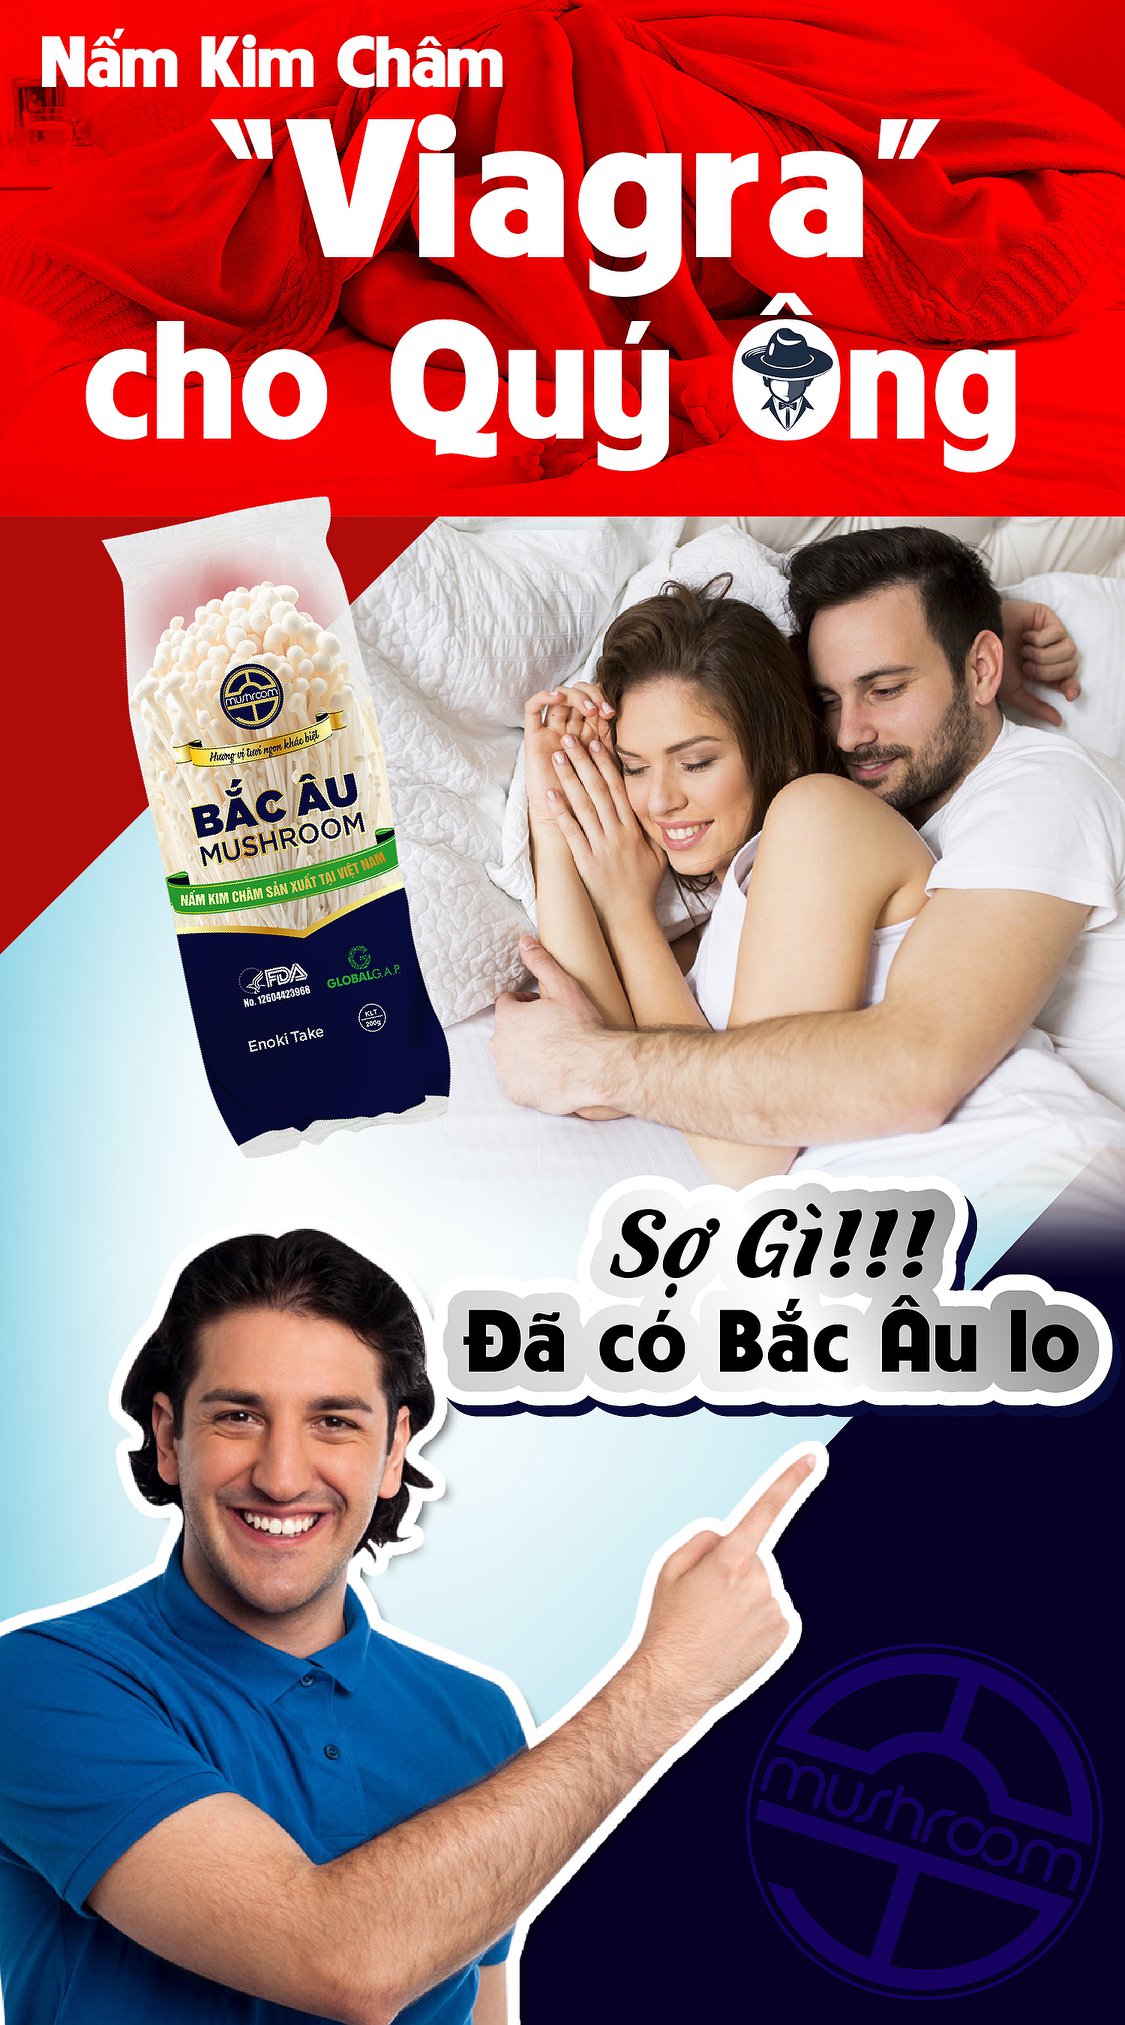 Nấm Kim Châm
"Viagra"
cho Quý Ông
mushroom
Hương vị tươi ngon khác biệt
BẮC ÂU
MUSHROOM
NẤM KIM CHÂM SẢN XUẤT TẠI VIỆT NAM
FDA
No. 12604423968
GLOBALG.A.P.
Enoki Take
KLT
200g
Sợ Gì!!!
Đã có Bắc Âu lo
mushroom